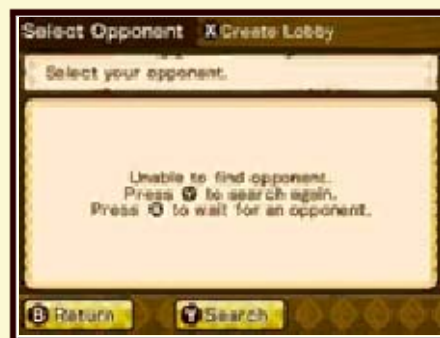 Select Opponent X Create Lobby
Select your opponent.
Unable to find opponent.
Press Y to search again.
Press X to wait for an opponent.
B Return Y Search